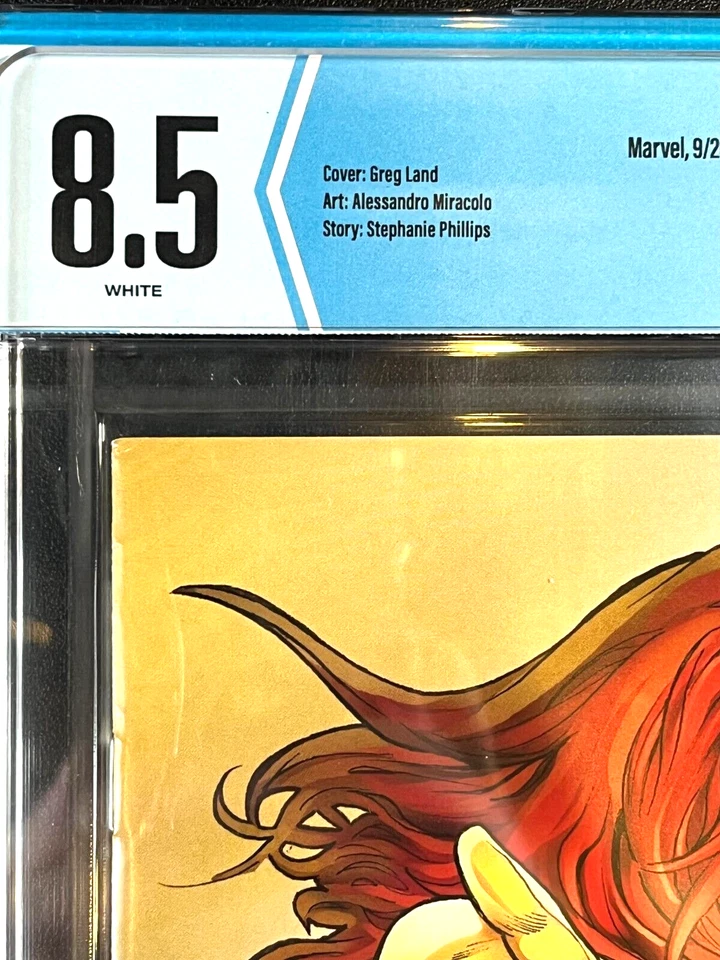 8.5
WHITE
Marvel, 9/2
Cover: Greg Land
Art: Alessandro Miracolo
Story: Stephanie Phillips